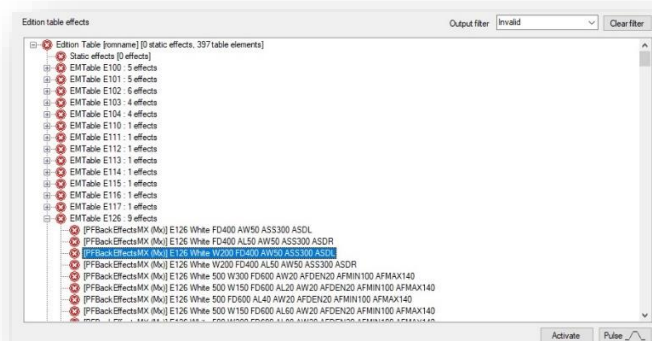 Edition table effects
Output filter Invalid Clear filter
Edition Table [romname] [0 static effects, 397 table elements]
Static effects [0 effects]
EMTable E100 : 5 effects
EMTable E101 : 5 effects
EMTable E102 : 6 effects
EMTable E103 : 4 effects
EMTable E104 : 4 effects
EMTable E110 : 1 effects
EMTable E111 : 1 effects
EMTable E112 : 1 effects
EMTable E113 : 1 effects
EMTable E114 : 1 effects
EMTable E115 : 1 effects
EMTable E116 : 1 effects
EMTable E117 : 1 effects
EMTable E126 : 9 effects
[PFBackEffectsMX (Mx)] E126 White FD400 AW50 ASS300 ASDL
[PFBackEffectsMX (Mx)] E126 White FD400 AL50 AW50 ASS300 ASDR
[PFBackEffectsMX (Mx)] E126 White W200 FD400 AW50 ASS300 ASDL
[PFBackEffectsMX (Mx)] E126 White W200 FD400 AL50 AW50 ASS300 ASDR
[PFBackEffectsMX (Mx)] E126 White 500 W300 FD600 AW20 AFDEN20 AFMIN100 AFMAX140
[PFBackEffectsMX (Mx)] E126 White 500 W150 FD600 AL20 AW20 AFDEN20 AFMIN100 AFMAX140
[PFBackEffectsMX (Mx)] E126 White 500 FD600 AL40 AW20 AFDEN20 AFMIN100 AFMAX140
[PFBackEffectsMX (Mx)] E126 White 500 W150 FD600 AL60 AW20 AFDEN20 AFMIN100 AFMAX140
Activate Pulse